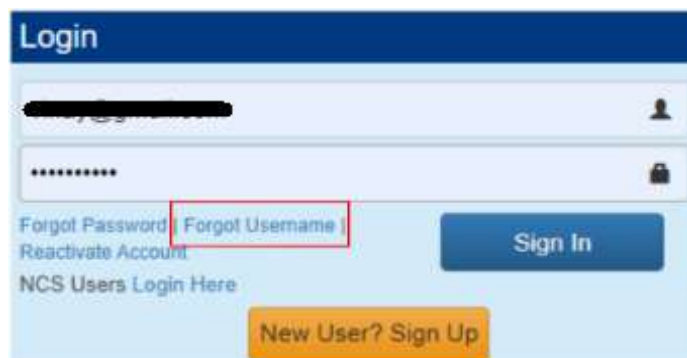 Login
••••••••••
Forgot Password | Forgot Username |
Reactivate Account
NCS Users Login Here
Sign In
New User? Sign Up